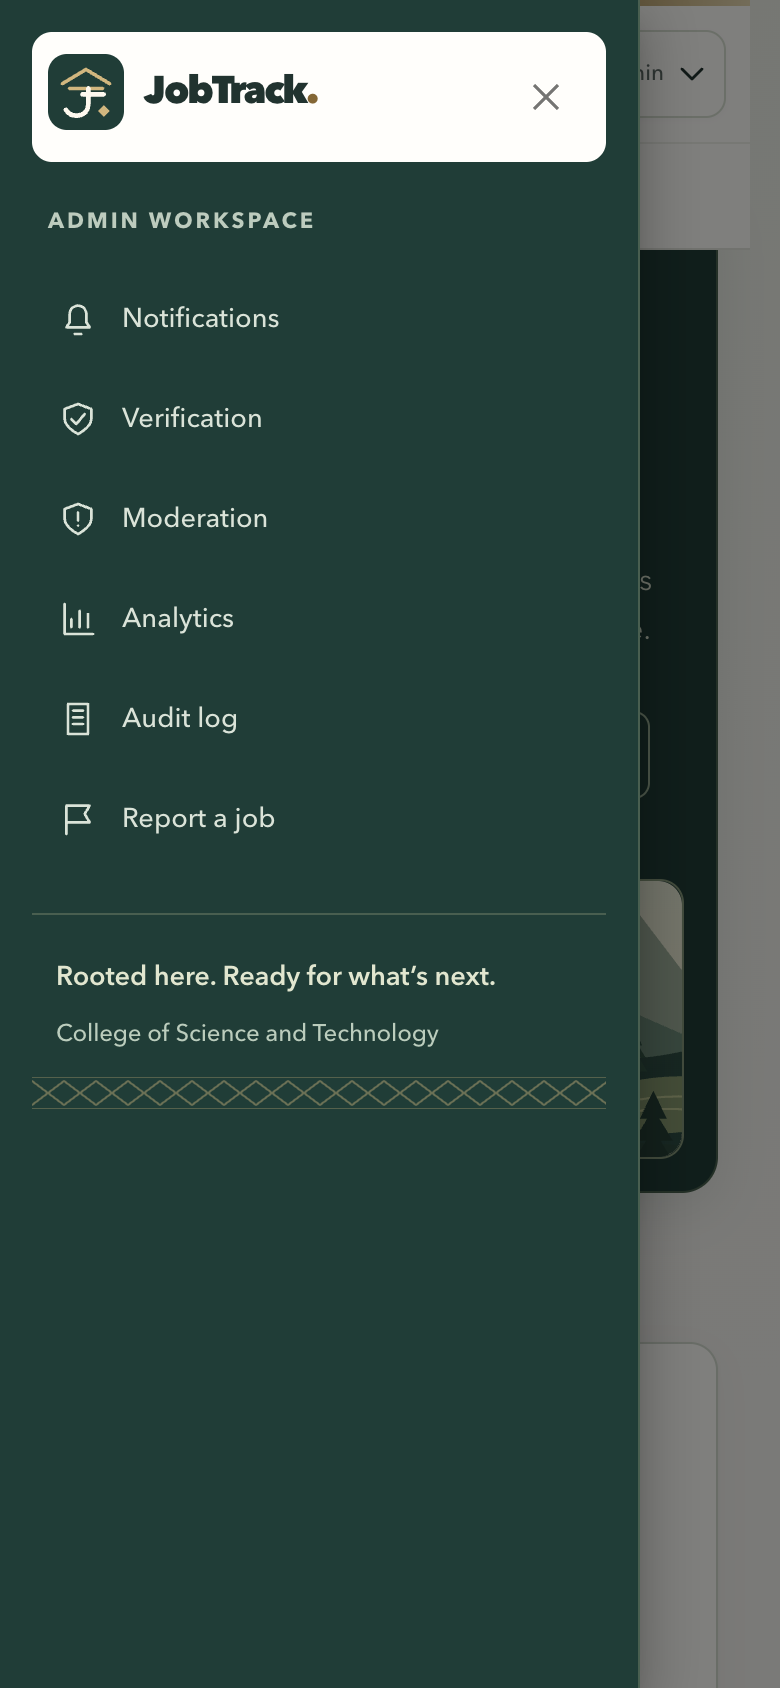 JobTrack.
ADMIN WORKSPACE
Notifications
Verification
Moderation
Analytics
Audit log
Report a job
Rooted here. Ready for what’s next.
College of Science and Technology